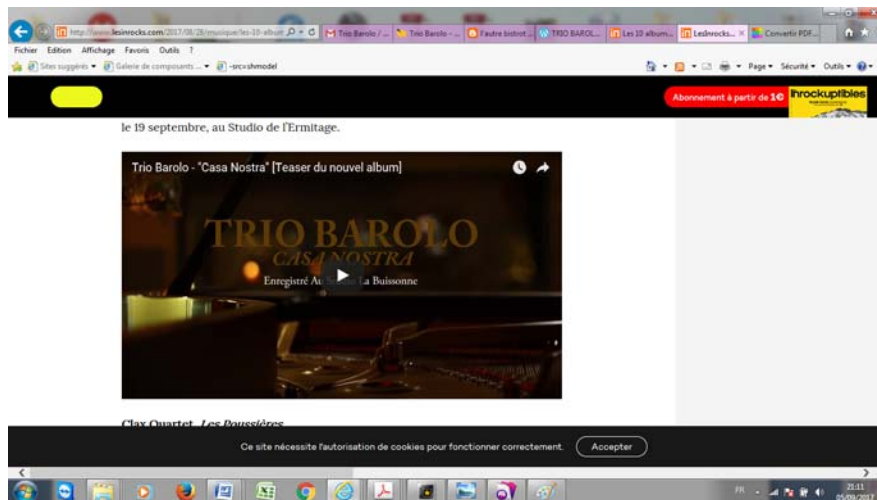 http://www.lesinrocks.com/2017/08/26/musique/les-10-album
Trio Barolo / ...
Trio Barolo - ...
L'autre bistrot ...
TRIO BAROL...
Les 10 album...
LesInrocks...
Convertir PDF...
Fichier Edition Affichage Favoris Outils ?
Sites suggérés
Galerie de composants ...
-src=shmodel
Page Sécurité Outils
Abonnement à partir de 1€
inrockuptibles
le 19 septembre, au Studio de l'Ermitage.
Trio Barolo - "Casa Nostra" [Teaser du nouvel album]
TRIO BAROLO
CASA NOSTRA
Enregistré Au La Buissonne
Clax Quartet, Les Poussières
Ce site nécessite l'autorisation de cookies pour fonctionner correctement.
Accepter
FR
21:11
05/09/2017